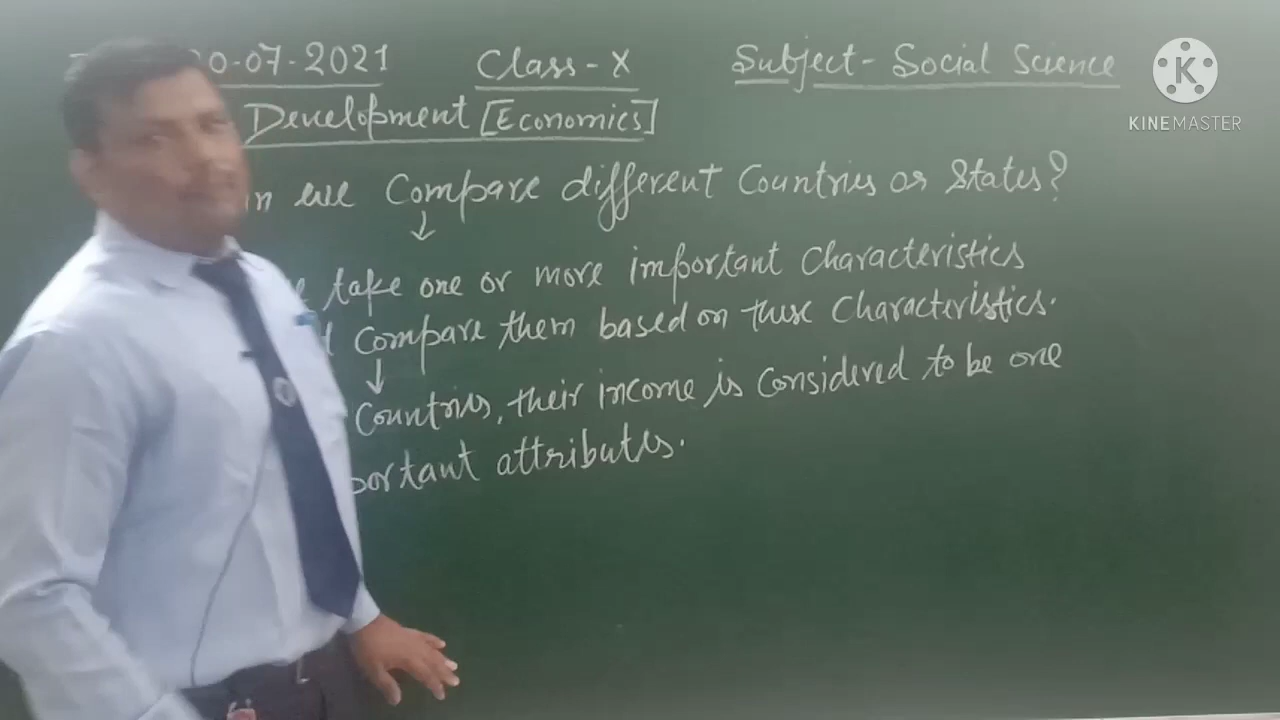 0-07-2021 Class-X Subject- Social Science
Development [Economics]
in we Compare different Countries or States?
take one or more important characteristics
Compare them based on these characteristics.
Countries, their income is considered to be one
portant attributes.
KINEMASTER